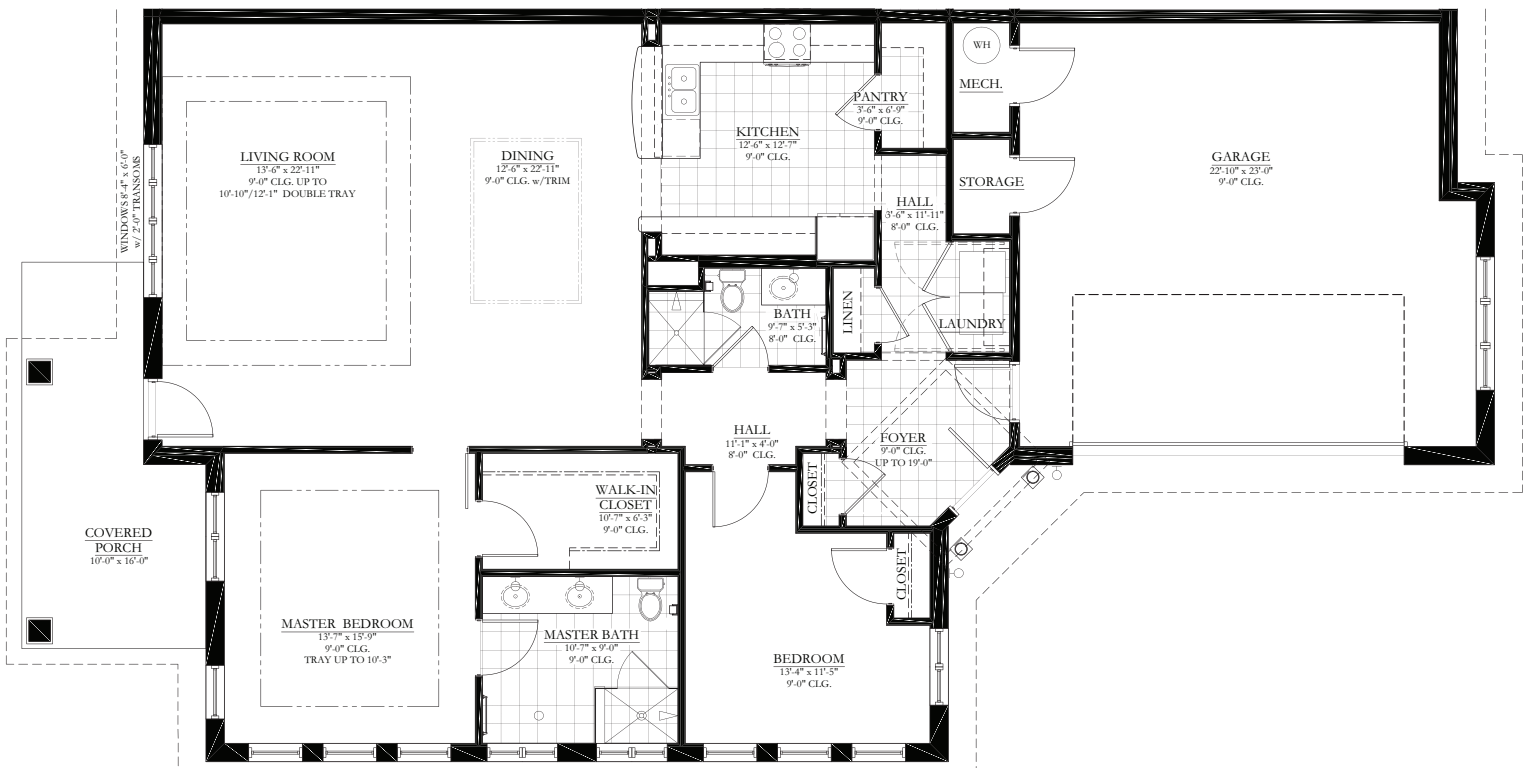 WINDOWS 8'-4" x 6'-0"
w/ 2'-0" TRANSOMS
LIVING ROOM
13'-6" x 22'-11"
9'-0" CLG. UP TO
10'-10"/12'-1" DOUBLE TRAY
DINING
12'-6" x 22'-11"
9'-0" CLG. w/TRIM
KITCHEN
12'-6" x 12'-7"
9'-0" CLG.
PANTRY
3'-6" x 6'-9"
9'-0" CLG.
WH
MECH.
STORAGE
GARAGE
22'-10" x 23'-0"
9'-0" CLG.
HALL
3'-6" x 11'-11"
8'-0" CLG.
BATH
9'-7" x 5'-3"
8'-0" CLG.
LINEN
LAUNDRY
HALL
11'-1" x 4'-0"
8'-0" CLG.
FOYER
9'-0" CLG.
UP TO 19'-0"
CLOSET
WALK-IN
CLOSET
10'-7" x 6'-3"
9'-0" CLG.
COVERED
PORCH
10'-0" x 16'-0"
CLOSET
MASTER BEDROOM
13'-7" x 15'-9"
9'-0" CLG.
TRAY UP TO 10'-3"
MASTER BATH
10'-7" x 9'-0"
9'-0" CLG.
BEDROOM
13'-4" x 11'-5"
9'-0" CLG.